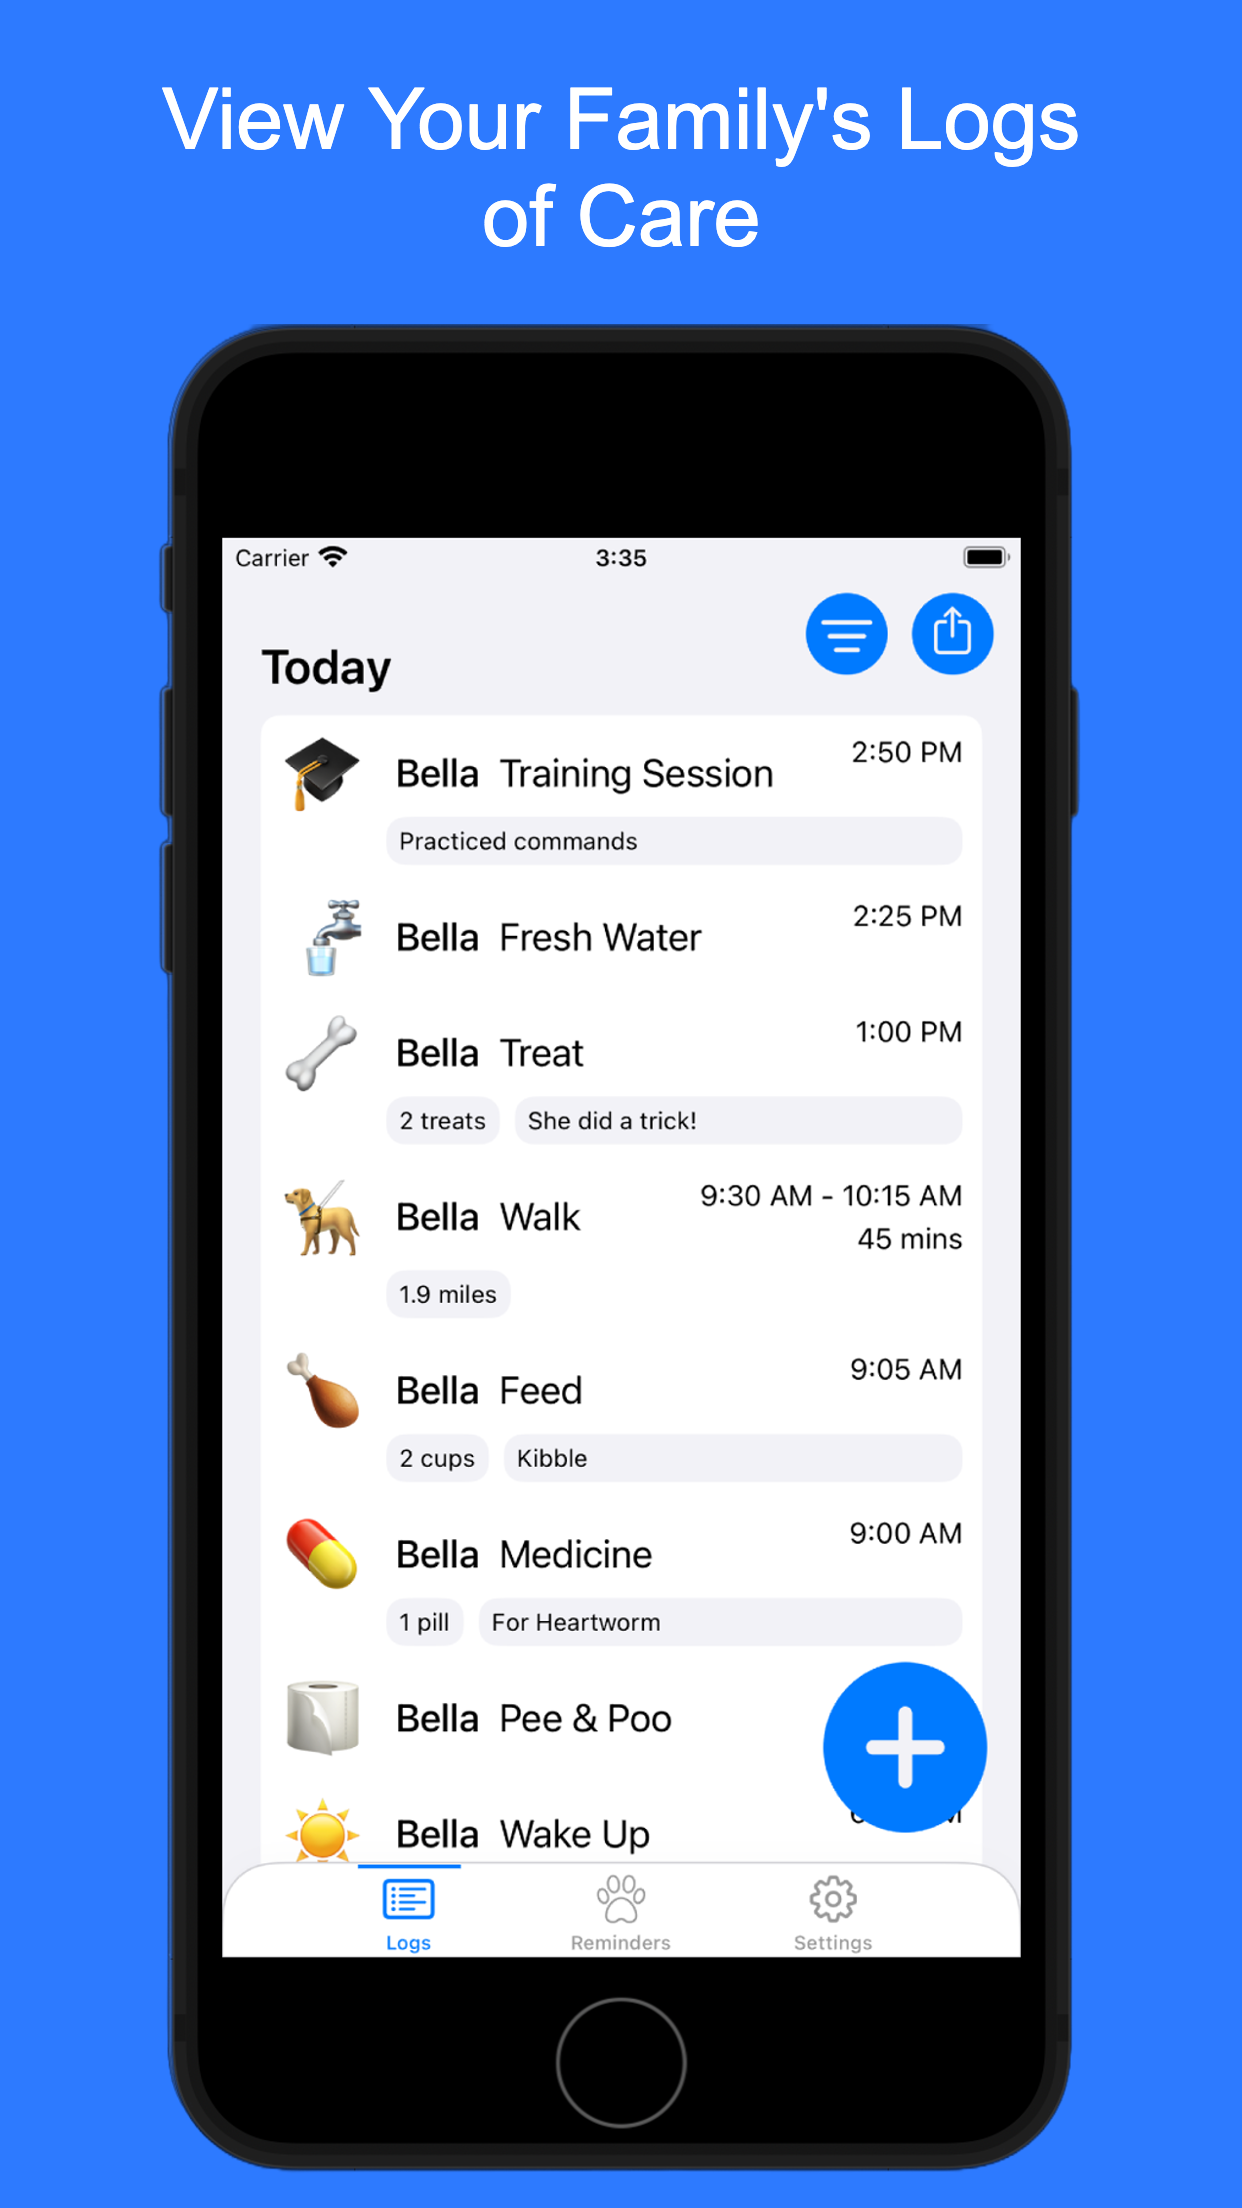 View Your Family's Logs
of Care
Carrier 3:35
Today
Bella Training Session 2:50 PM
Practiced commands
Bella Fresh Water 2:25 PM
Bella Treat 1:00 PM
2 treats She did a trick!
Bella Walk 9:30 AM - 10:15 AM
45 mins
1.9 miles
Bella Feed 9:05 AM
2 cups Kibble
Bella Medicine 9:00 AM
1 pill For Heartworm
Bella Pee & Poo
Bella Wake Up
Logs Reminders Settings